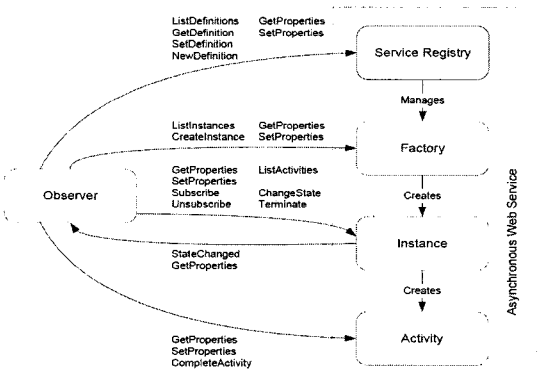 ListDefinitions GetProperties
GetDefinition SetProperties
SetDefinition
NewDefinition
Service Registry
Manages
ListInstances GetProperties
CreateInstance SetProperties
Factory
GetProperties ListActivities
SetProperties
Subscribe ChangeState
Unsubscribe Terminate
Creates
Observer
Instance
StateChanged
GetProperties
Creates
Activity
GetProperties
SetProperties
CompleteActivity
Asynchronous Web Service